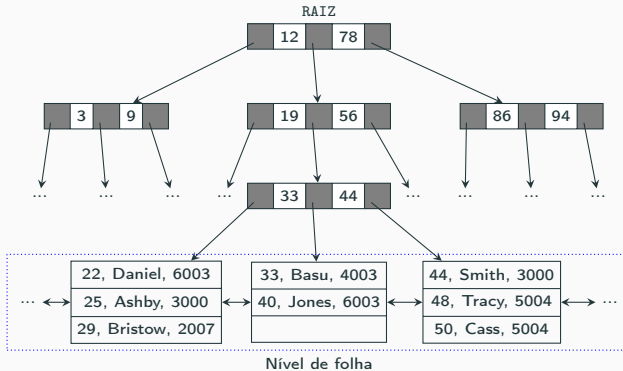 RAIZ
12 78
3 9
19 56
86 94
... ... ... ... ... ... ... ...
33 44
22, Daniel, 6003
25, Ashby, 3000
29, Bristow, 2007
33, Basu, 4003
40, Jones, 6003
44, Smith, 3000
48, Tracy, 5004
50, Cass, 5004
... ...
Nível de folha